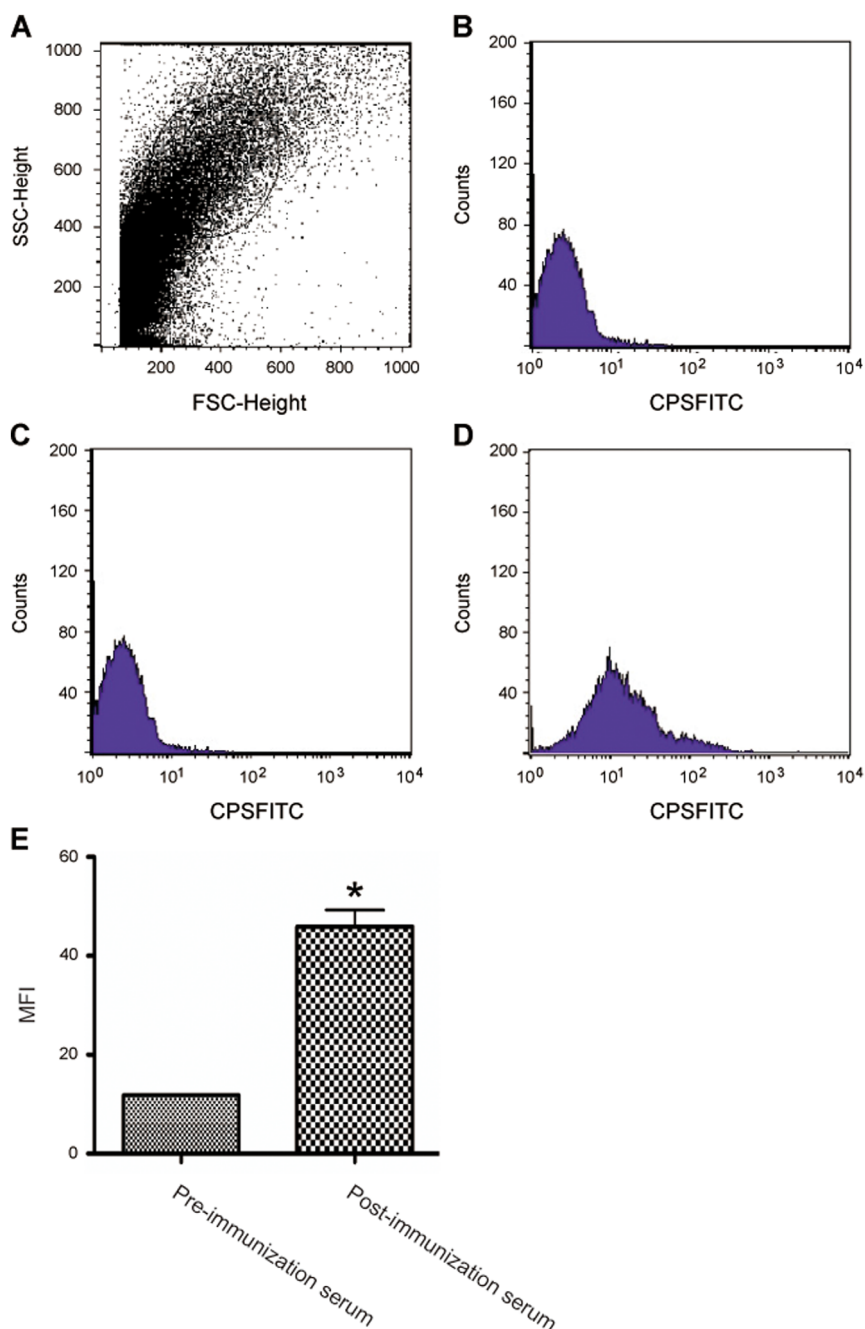 A
1000
800
600
400
200
SSC-Height
200 400 600 800 1000
FSC-Height
B
200
160
120
80
40
Counts
10⁰ 10¹ 10² 10³ 10⁴
CPSFITC
C
200
160
120
80
40
Counts
10⁰ 10¹ 10² 10³ 10⁴
CPSFITC
D
200
160
120
80
40
Counts
10⁰ 10¹ 10² 10³ 10⁴
CPSFITC
E
60
40
20
0
MFI
*
Pre-immunization serum
Post-immunization serum